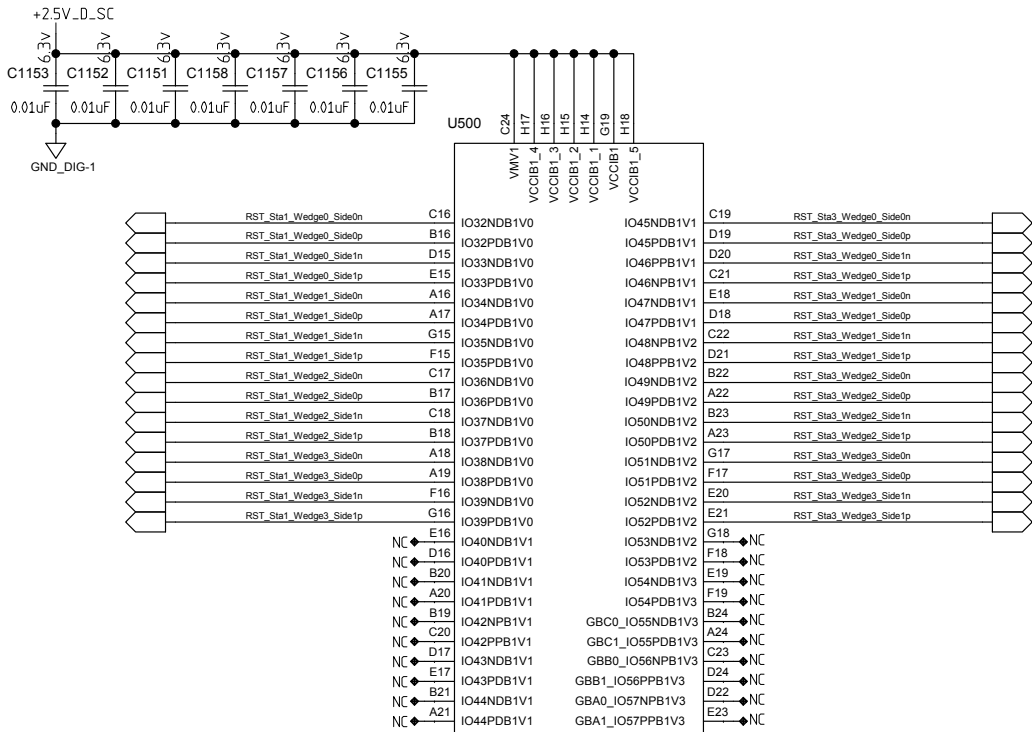 +2.5V_D_SC
6.3v 6.3v 6.3v 6.3v 6.3v 6.3v 6.3v
C1153 C1152 C1151 C1158 C1157 C1156 C1155
0.01uF 0.01uF 0.01uF 0.01uF 0.01uF 0.01uF 0.01uF
GND_DIG-1
U500
C24 H17 H16 H15 H14 G19 H18
VMV1 VCCIB1_4 VCCIB1_3 VCCIB1_2 VCCIB1_1 VCCIB1 VCCIB1_5
RST_Sta1_Wedge0_Side0n C16 IO32NDB1V0 IO45NDB1V1 C19 RST_Sta3_Wedge0_Side0n
RST_Sta1_Wedge0_Side0p B16 IO32PDB1V0 IO45PDB1V1 D19 RST_Sta3_Wedge0_Side0p
RST_Sta1_Wedge0_Side1n D15 IO33NDB1V0 IO46PPB1V1 D20 RST_Sta3_Wedge0_Side1n
RST_Sta1_Wedge0_Side1p E15 IO33PDB1V0 IO46NPB1V1 C21 RST_Sta3_Wedge0_Side1p
RST_Sta1_Wedge1_Side0n A16 IO34NDB1V0 IO47NDB1V1 E18 RST_Sta3_Wedge1_Side0n
RST_Sta1_Wedge1_Side0p A17 IO34PDB1V0 IO47PDB1V1 D18 RST_Sta3_Wedge1_Side0p
RST_Sta1_Wedge1_Side1n G15 IO35NDB1V0 IO48NPB1V2 C22 RST_Sta3_Wedge1_Side1n
RST_Sta1_Wedge1_Side1p F15 IO35PDB1V0 IO48PPB1V2 D21 RST_Sta3_Wedge1_Side1p
RST_Sta1_Wedge2_Side0n C17 IO36NDB1V0 IO49NDB1V2 B22 RST_Sta3_Wedge2_Side0n
RST_Sta1_Wedge2_Side0p B17 IO36PDB1V0 IO49PDB1V2 A22 RST_Sta3_Wedge2_Side0p
RST_Sta1_Wedge2_Side1n C18 IO37NDB1V0 IO50NDB1V2 B23 RST_Sta3_Wedge2_Side1n
RST_Sta1_Wedge2_Side1p B18 IO37PDB1V0 IO50PDB1V2 A23 RST_Sta3_Wedge2_Side1p
RST_Sta1_Wedge3_Side0n A18 IO38NDB1V0 IO51NDB1V2 G17 RST_Sta3_Wedge3_Side0n
RST_Sta1_Wedge3_Side0p A19 IO38PDB1V0 IO51PDB1V2 F17 RST_Sta3_Wedge3_Side0p
RST_Sta1_Wedge3_Side1n F16 IO39NDB1V0 IO52NDB1V2 E20 RST_Sta3_Wedge3_Side1n
RST_Sta1_Wedge3_Side1p G16 IO39PDB1V0 IO52PDB1V2 E21 RST_Sta3_Wedge3_Side1p
NC E16 IO40NDB1V1 IO53NDB1V2 G18 NC
NC D16 IO40PDB1V1 IO53PDB1V2 F18 NC
NC B20 IO41NDB1V1 IO54NDB1V3 E19 NC
NC A20 IO41PDB1V1 IO54PDB1V3 F19 NC
NC B19 IO42NPB1V1 GBC0_IO55NDB1V3 B24 NC
NC C20 IO42PPB1V1 GBC1_IO55PDB1V3 A24 NC
NC D17 IO43NDB1V1 GBB0_IO56NPB1V3 C23 NC
NC E17 IO43PDB1V1 GBB1_IO56PPB1V3 D24 NC
NC B21 IO44NDB1V1 GBA0_IO57NPB1V3 D22 NC
NC A21 IO44PDB1V1 GBA1_IO57PPB1V3 E23 NC